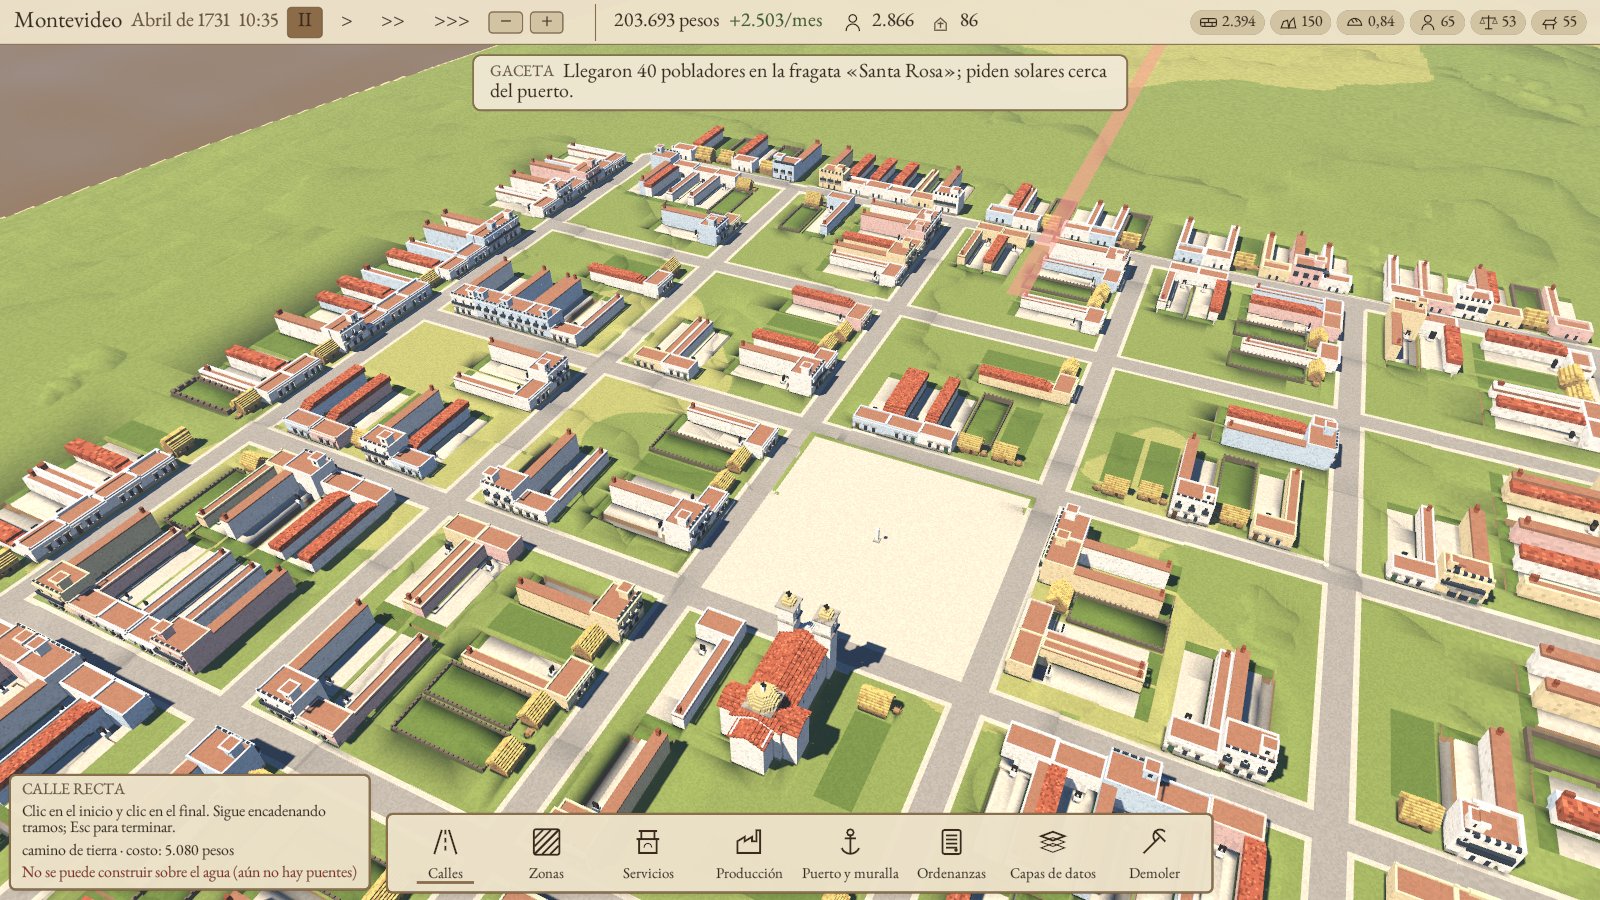 Montevideo Abril de 1731 10:35 II > >> >>> − + 203.693 pesos +2.503/mes 2.866 86 2.394 150 0,84 65 53 55
GACETA Llegaron 40 pobladores en la fragata «Santa Rosa»; piden solares cerca
del puerto.
CALLE RECTA
Clic en el inicio y clic en el final. Sigue encadenando
tramos; Esc para terminar.
camino de tierra · costo: 5.080 pesos
No se puede construir sobre el agua (aún no hay puentes)
Calles Zonas Servicios Producción Puerto y muralla Ordenanzas Capas de datos Demoler